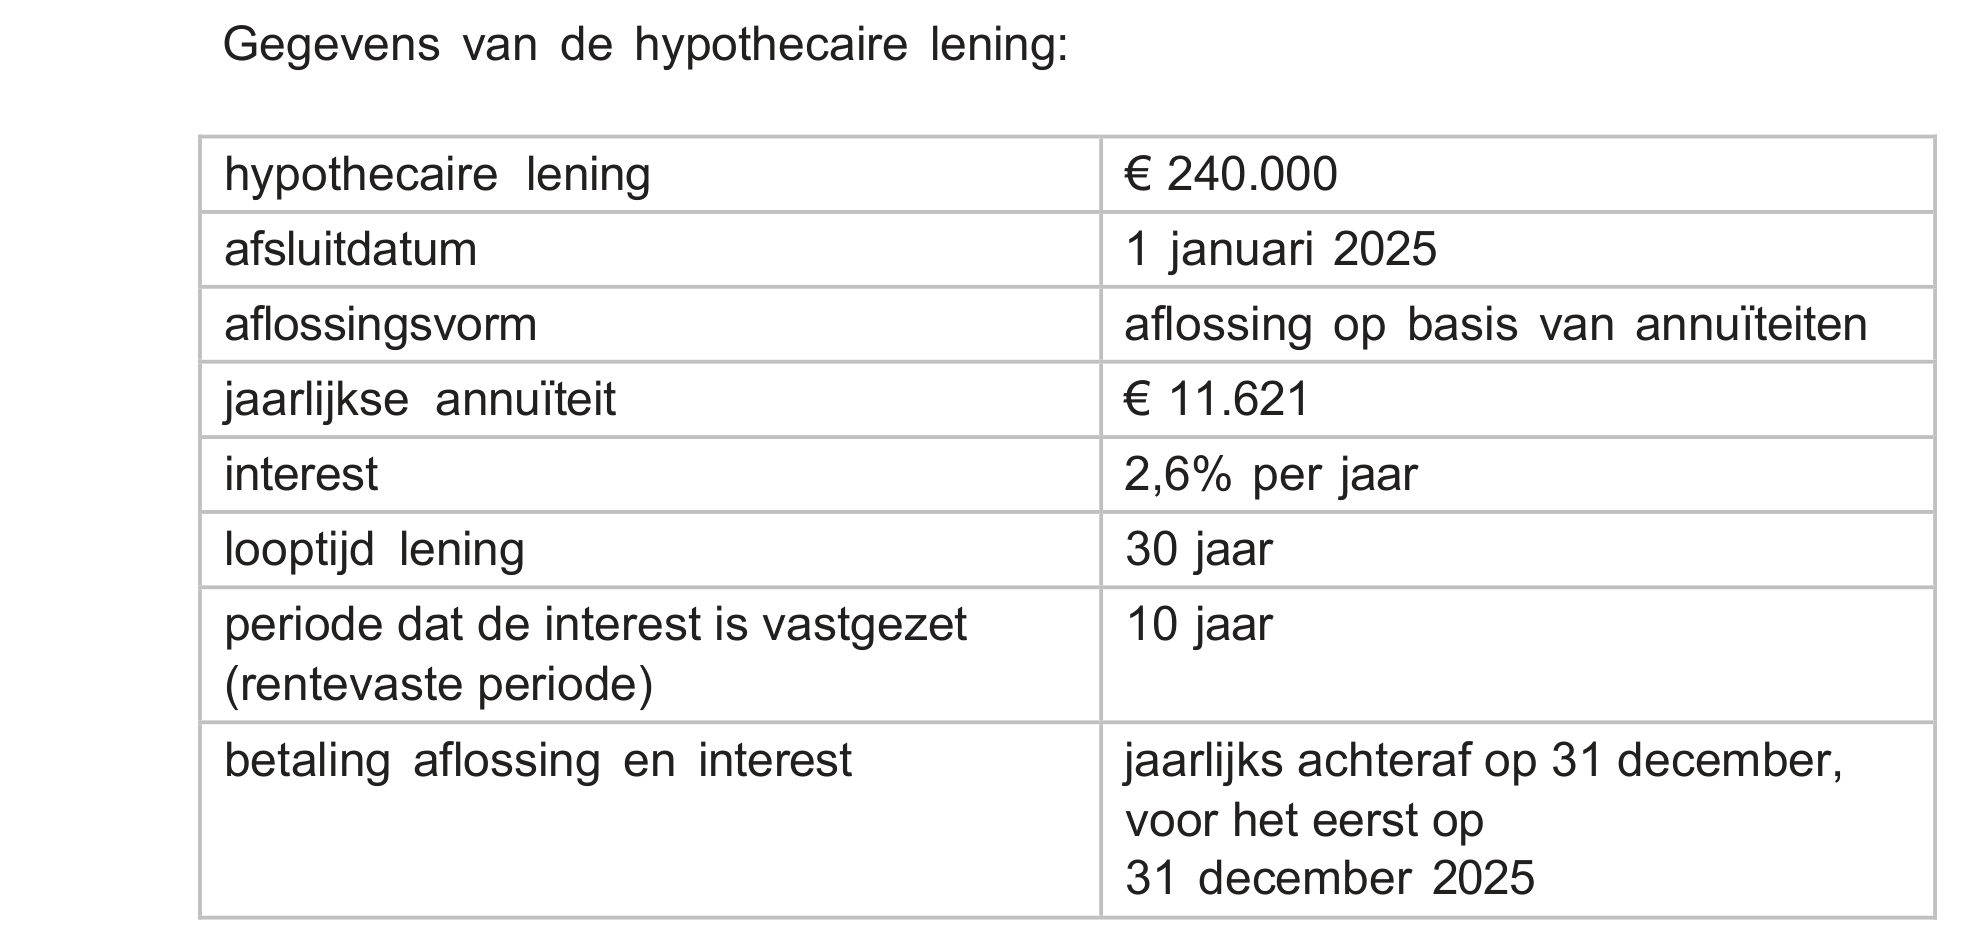 Gegevens van de hypothecaire lening:
hypothecaire lening € 240.000
afsluitdatum 1 januari 2025
aflossingsvorm aflossing op basis van annuïteiten
jaarlijkse annuïteit € 11.621
interest 2,6% per jaar
looptijd lening 30 jaar
periode dat de interest is vastgezet 10 jaar
(rentevaste periode)
betaling aflossing en interest jaarlijks achteraf op 31 december,
voor het eerst op
31 december 2025